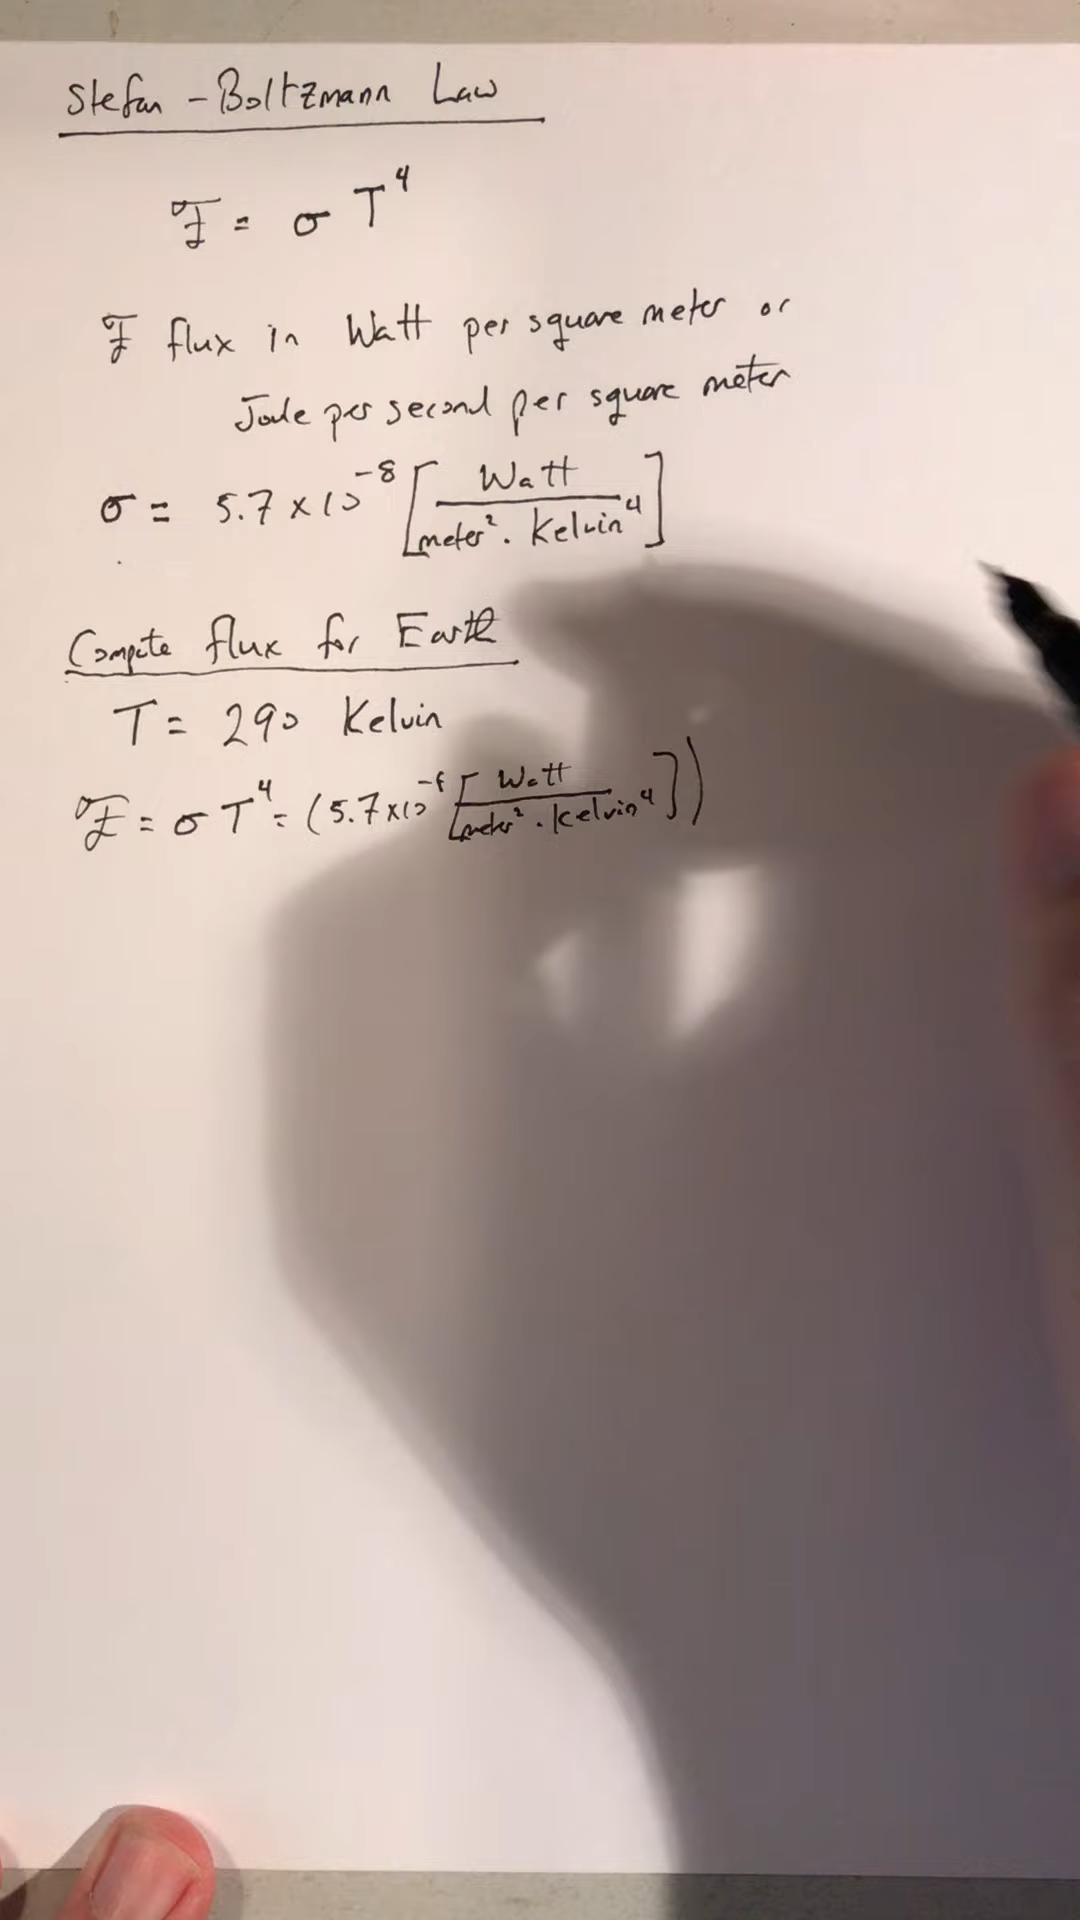 Stefan - Boltzmann Law
F = σ T⁴
F flux in Watt per square meter or
Joule per second per square meter
σ = 5.7 x 10⁻⁸ [Watt / meter² . Kelvin⁴]
Compute flux for Earth
T = 290 Kelvin
F = σ T⁴ = (5.7 x 10⁻⁸ [Watt / meter² . Kelvin⁴])